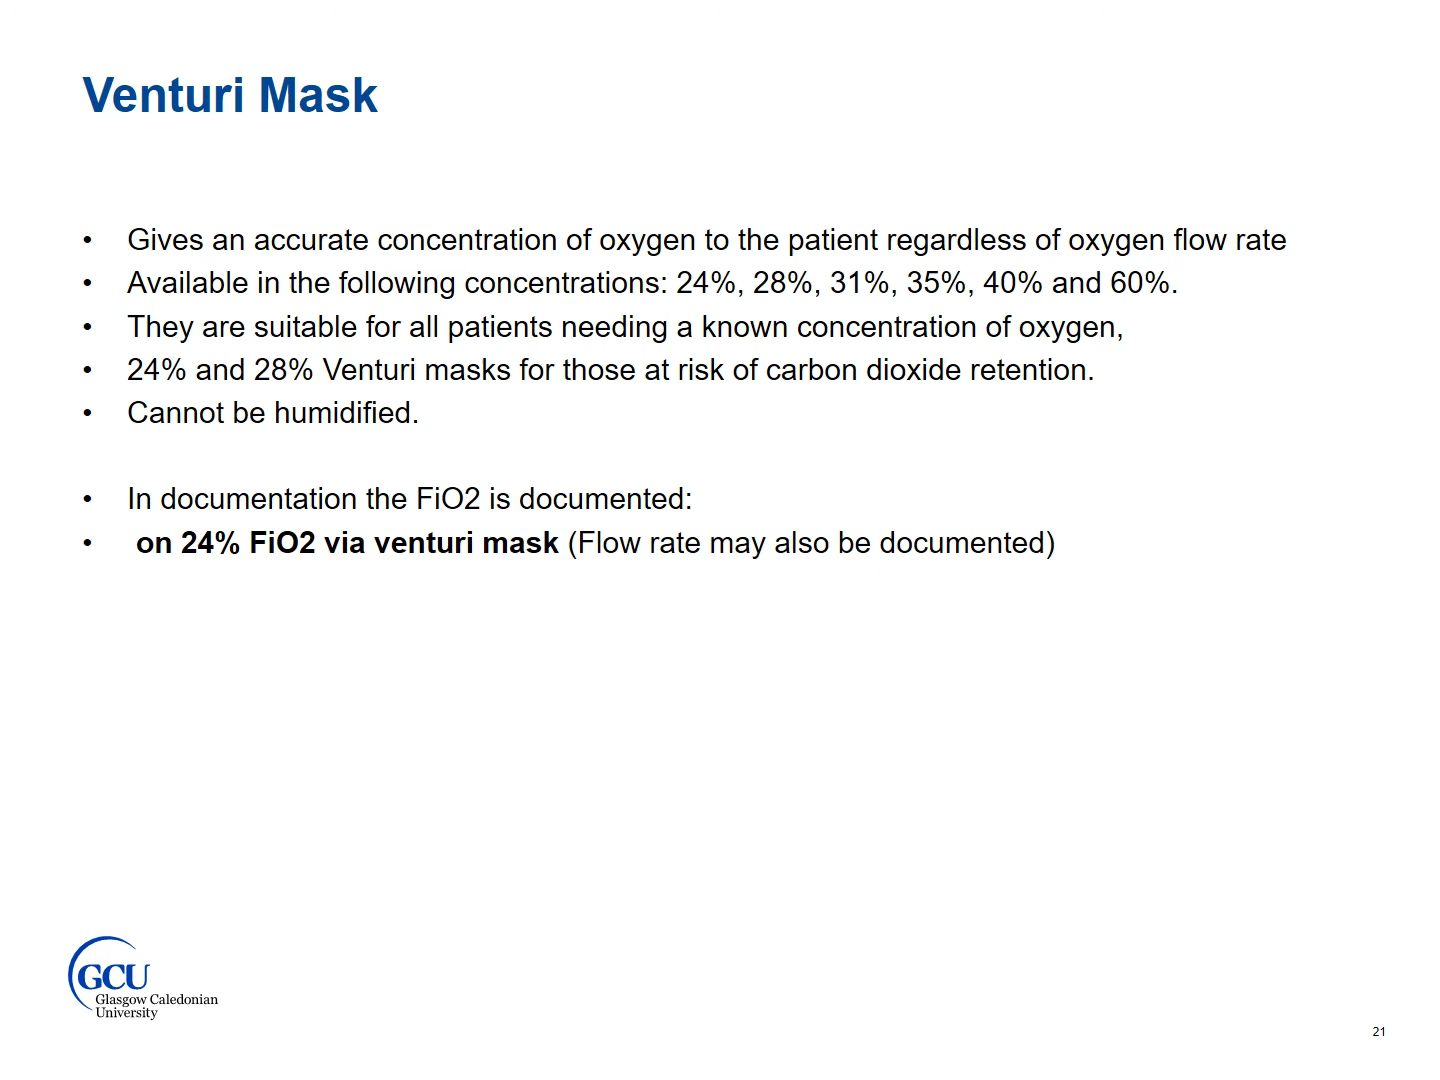 Venturi Mask
• Gives an accurate concentration of oxygen to the patient regardless of oxygen flow rate
• Available in the following concentrations: 24%, 28%, 31%, 35%, 40% and 60%.
• They are suitable for all patients needing a known concentration of oxygen,
• 24% and 28% Venturi masks for those at risk of carbon dioxide retention.
• Cannot be humidified.
• In documentation the FiO2 is documented:
• on 24% FiO2 via venturi mask (Flow rate may also be documented)
GCU
Glasgow Caledonian
University
21